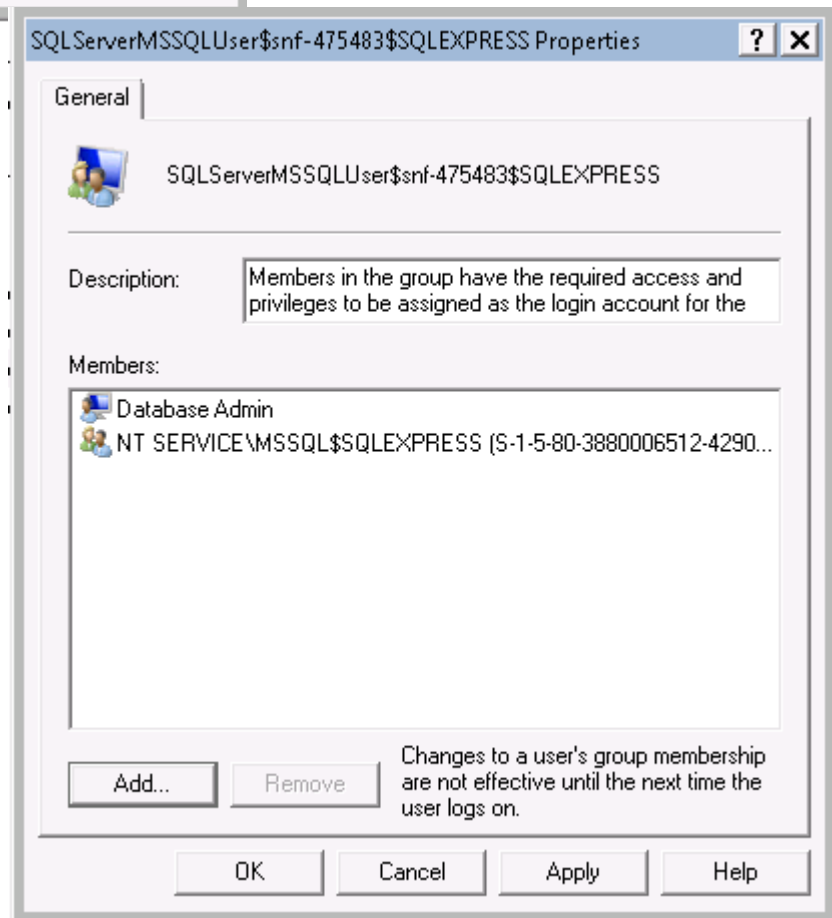 SQLServerMSSQLUser$snf-475483$SQLEXPRESS Properties
?
General
SQLServerMSSQLUser$snf-475483$SQLEXPRESS
Description:
Members in the group have the required access and
privileges to be assigned as the login account for the
Members:
Database Admin
NT SERVICE\MSSQL$SQLEXPRESS (S-1-5-80-3880006512-4290...
Add...
Remove
Changes to a user's group membership
are not effective until the next time the
user logs on.
OK
Cancel
Apply
Help